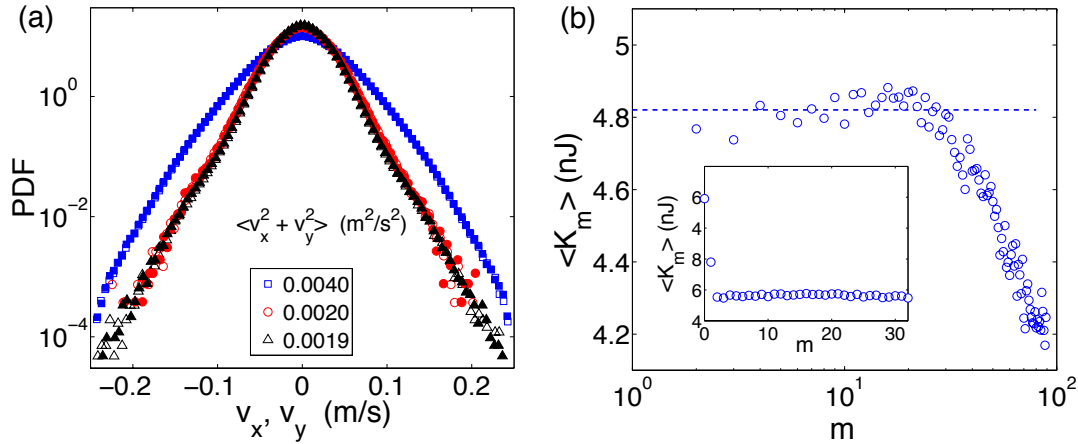 (a)
PDF
10^0
10^-2
10^-4
<v_x^2 + v_y^2> (m^2/s^2)
0.0040
0.0020
0.0019
−0.2 −0.1 0 0.1 0.2
v_x, v_y (m/s)
(b)
<K_m> (nJ)
5
4.8
4.6
4.4
4.2
<K_m> (nJ)
6
8
6
4
0 10 20 30
m
10^0 10^1 10^2
m